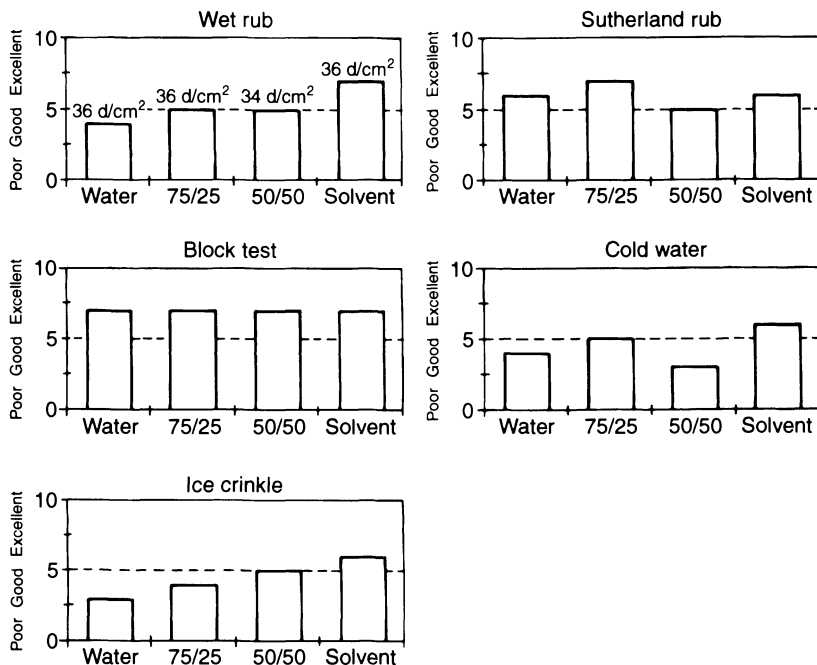 Wet rub
Poor Good Excellent
10
5
0
36 d/cm²
36 d/cm²
34 d/cm²
36 d/cm²
Water 75/25 50/50 Solvent
Sutherland rub
Poor Good Excellent
10
5
0
Water 75/25 50/50 Solvent
Block test
Poor Good Excellent
10
5
0
Water 75/25 50/50 Solvent
Cold water
Poor Good Excellent
10
5
0
Water 75/25 50/50 Solvent
Ice crinkle
Poor Good Excellent
10
5
0
Water 75/25 50/50 Solvent